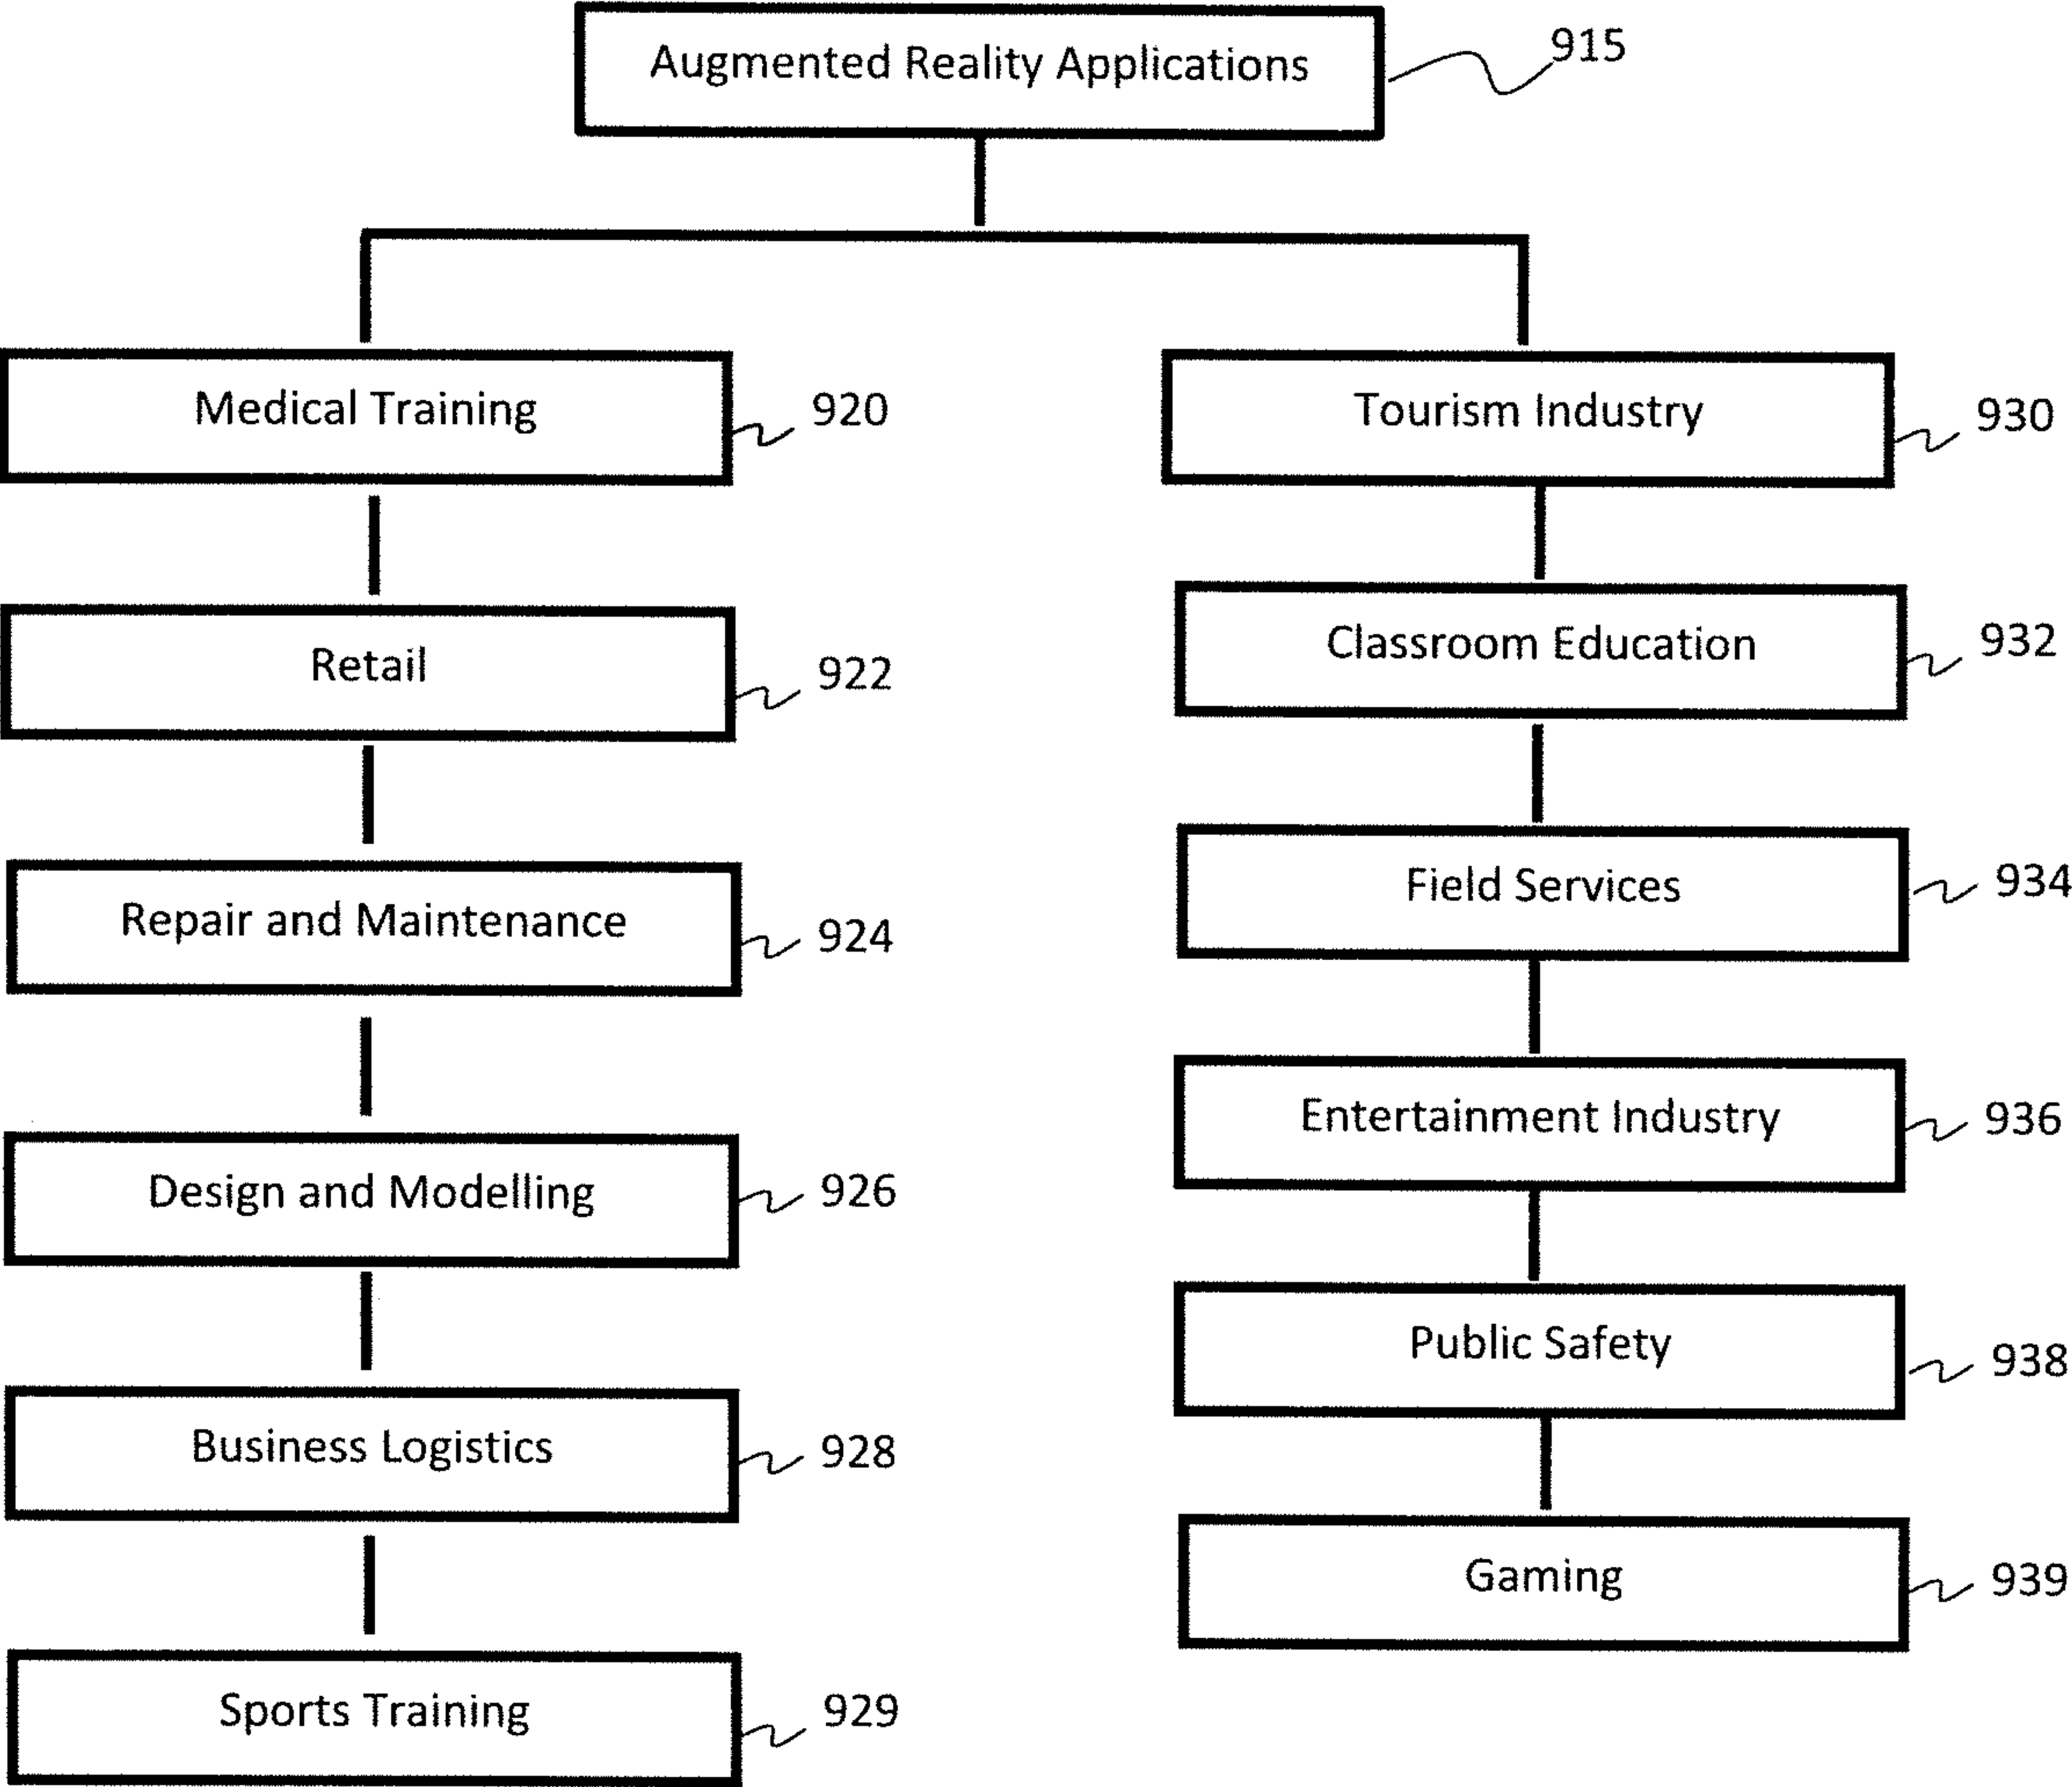 Augmented Reality Applications
915
Medical Training
920
Retail
922
Repair and Maintenance
924
Design and Modelling
926
Business Logistics
928
Sports Training
929
Tourism Industry
930
Classroom Education
932
Field Services
934
Entertainment Industry
936
Public Safety
938
Gaming
939